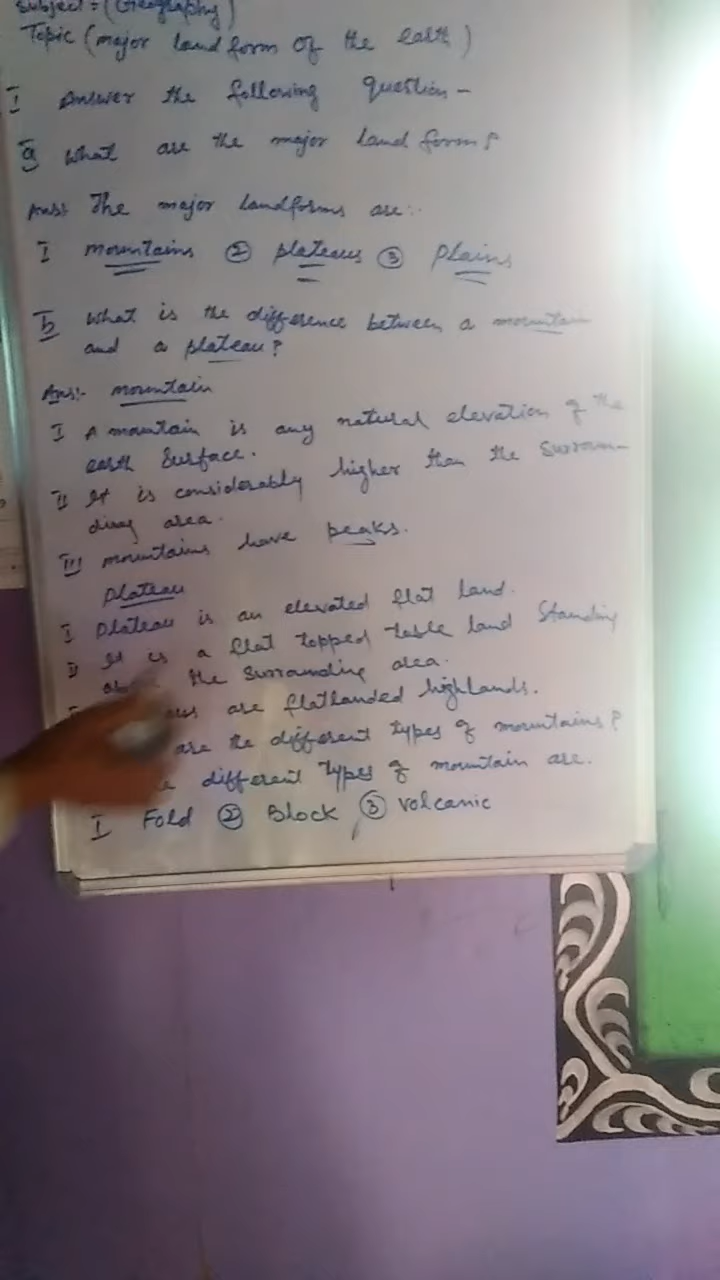 Subject = (Geography)
Topic (major land form of the earth)
I Answer the following question -
a What are the major land forms?
Ans: The major landforms are:-
I mountains ② plateaus ③ plains
b What is the difference between a mountain
and a plateau?
Ans:- mountain
I A mountain is any natural elevation of the
earth surface.
II It is considerably higher than the surroun-
ding area.
III mountains have peaks.
plateau
I plateau is an elevated flat land.
II It is a flat topped table land standing
the surrounding area.
are flatlanded highlands.
are the different types of mountains?
different types of mountain are.
I Fold ② Block ③ volcanic